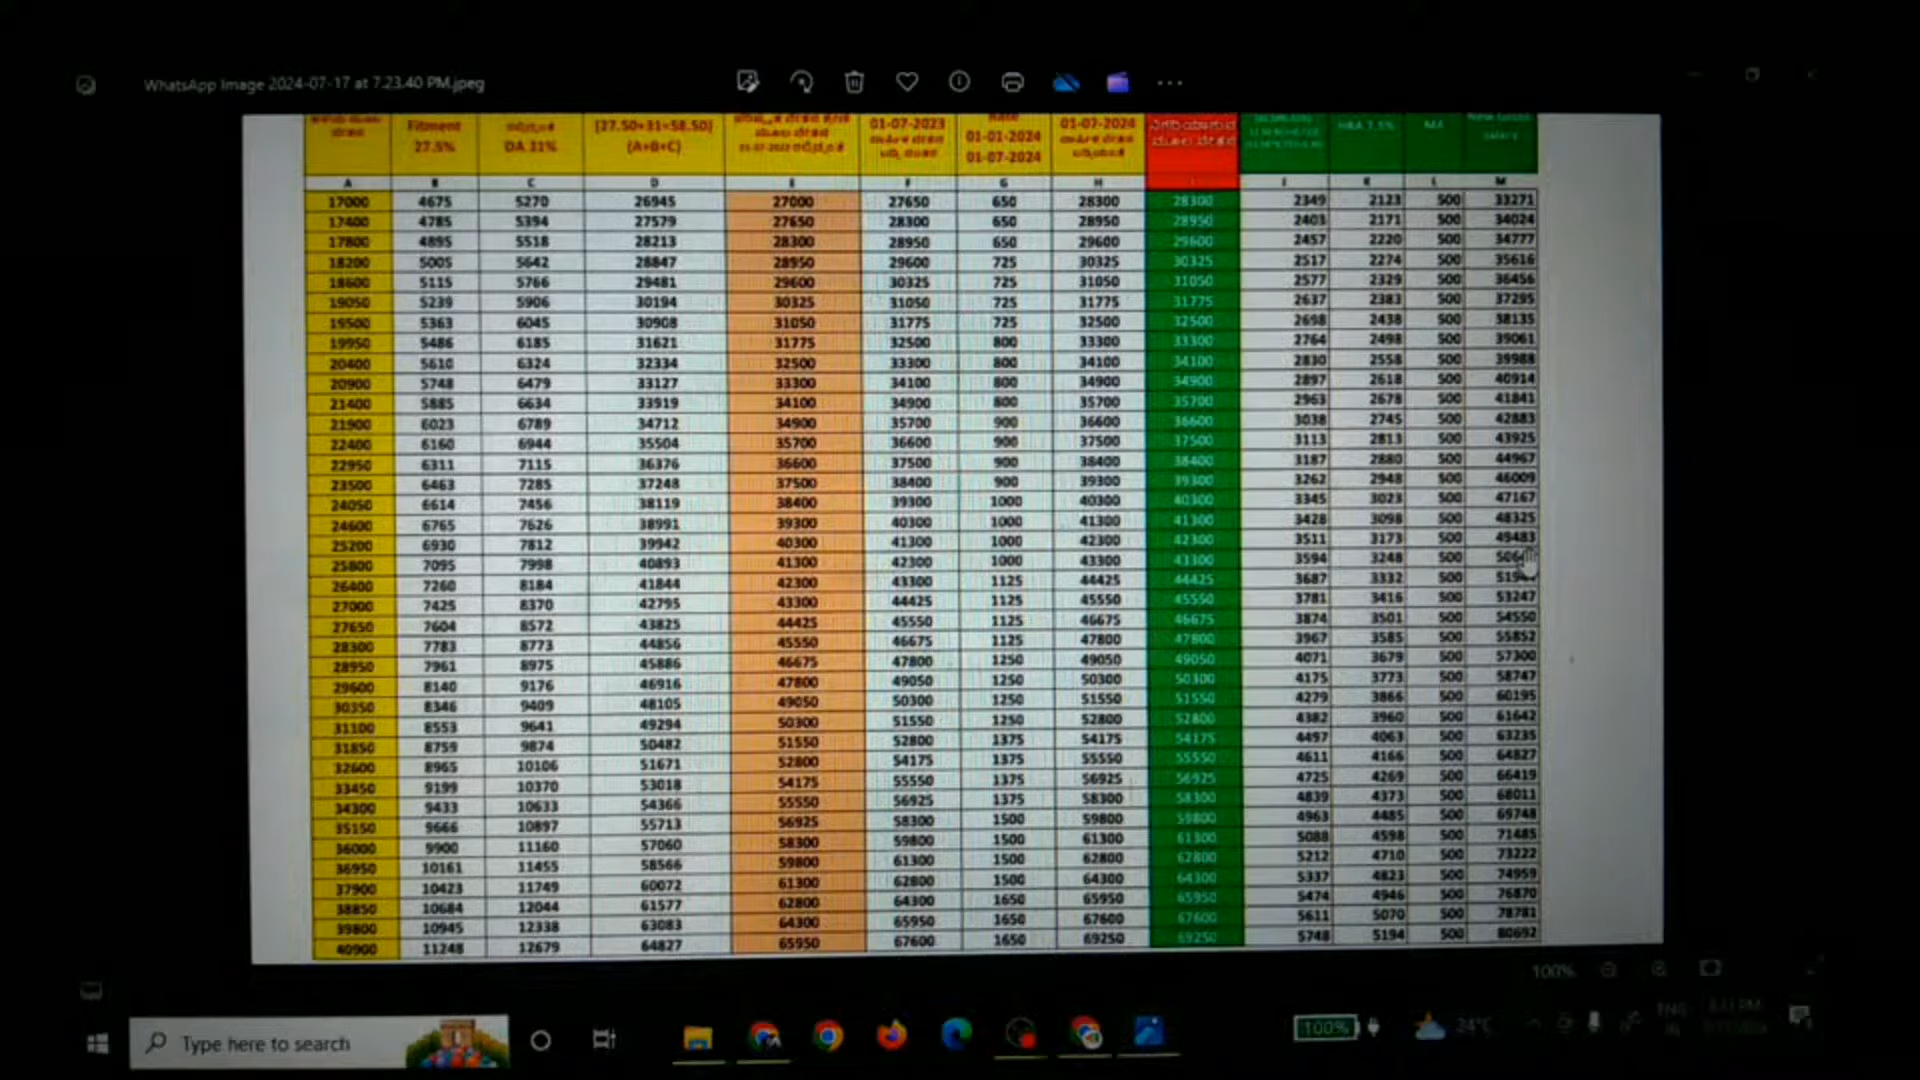 WhatsApp Image 2024-07-17 at 7.23.40 PM.jpeg
Fitment [27.50+31=58.50] 01-07-2023 Rate 01-07-2024 HRA 7.5% MA New Gross
27.5% DA 31% (A+B+C) 01-01-2024 salary
01-07-2024
A B C D E F G H J K L M
17000 4675 5270 26945 27000 27650 650 28300 28300 2349 2123 500 33271
17400 4785 5394 27579 27650 28300 650 28950 28950 2403 2171 500 34024
17800 4895 5518 28213 28300 28950 650 29600 29600 2457 2220 500 34777
18200 5005 5642 28847 28950 29600 725 30325 30325 2517 2274 500 35616
18600 5115 5766 29481 29600 30325 725 31050 31050 2577 2329 500 36456
19050 5239 5906 30194 30325 31050 725 31775 31775 2637 2383 500 37295
19500 5363 6045 30908 31050 31775 725 32500 32500 2698 2438 500 38135
19950 5486 6185 31621 31775 32500 800 33300 33300 2764 2498 500 39061
20400 5610 6324 32334 32500 33300 800 34100 34100 2830 2558 500 39988
20900 5748 6479 33127 33300 34100 800 34900 34900 2897 2618 500 40914
21400 5885 6634 33919 34100 34900 800 35700 35700 2963 2678 500 41841
21900 6023 6789 34712 34900 35700 900 36600 36600 3038 2745 500 42883
22400 6160 6944 35504 35700 36600 900 37500 37500 3113 2813 500 43925
22950 6311 7115 36376 36600 37500 900 38400 38400 3187 2880 500 44967
23500 6463 7285 37248 37500 38400 900 39300 39300 3262 2948 500 46009
24050 6614 7456 38119 38400 39300 1000 40300 40300 3345 3023 500 47167
24600 6765 7626 38991 39300 40300 1000 41300 41300 3428 3098 500 48325
25200 6930 7812 39942 40300 41300 1000 42300 42300 3511 3173 500 49483
25800 7095 7998 40893 41300 42300 1000 43300 43300 3594 3248 500
26400 7260 8184 41844 42300 43300 1125 44425 44425 3687 3332 500
27000 7425 8370 42795 43300 44425 1125 45550 45550 3781 3416 500 53247
27650 7604 8572 43825 44425 45550 1125 46675 46675 3874 3501 500 54550
28300 7783 8773 44856 45550 46675 1125 47800 47800 3967 3585 500 55852
28950 7961 8975 45886 46675 47800 1250 49050 49050 4071 3679 500 57300
29600 8140 9176 46916 47800 49050 1250 50300 50300 4175 3773 500 58747
30350 8346 9409 48105 49050 50300 1250 51550 51550 4279 3866 500 60195
31100 8553 9641 49294 50300 51550 1250 52800 52800 4382 3960 500 61642
31850 8759 9874 50482 51550 52800 1375 54175 54175 4497 4063 500 63235
32600 8965 10106 51671 52800 54175 1375 55550 55550 4611 4166 500 64827
33450 9199 10370 53018 54175 55550 1375 56925 56925 4725 4269 500 66419
34300 9433 10633 54366 55550 56925 1375 58300 58300 4839 4373 500 68011
35150 9666 10897 55713 56925 58300 1500 59800 59800 4963 4485 500 69748
36000 9900 11160 57060 58300 59800 1500 61300 61300 5088 4598 500 71485
36950 10161 11455 58566 59800 61300 1500 62800 62800 5212 4710 500 73222
37900 10423 11749 60072 61300 62800 1500 64300 64300 5337 4823 500 74959
38850 10684 12044 61577 62800 64300 1650 65950 65950 5474 4946 500 76870
39800 10945 12338 63083 64300 65950 1650 67600 67600 5611 5070 500 78781
40900 11248 12679 64827 65950 67600 1650 69250 69250 5748 5194 500 80692
100%
Type here to search
100% 24°C